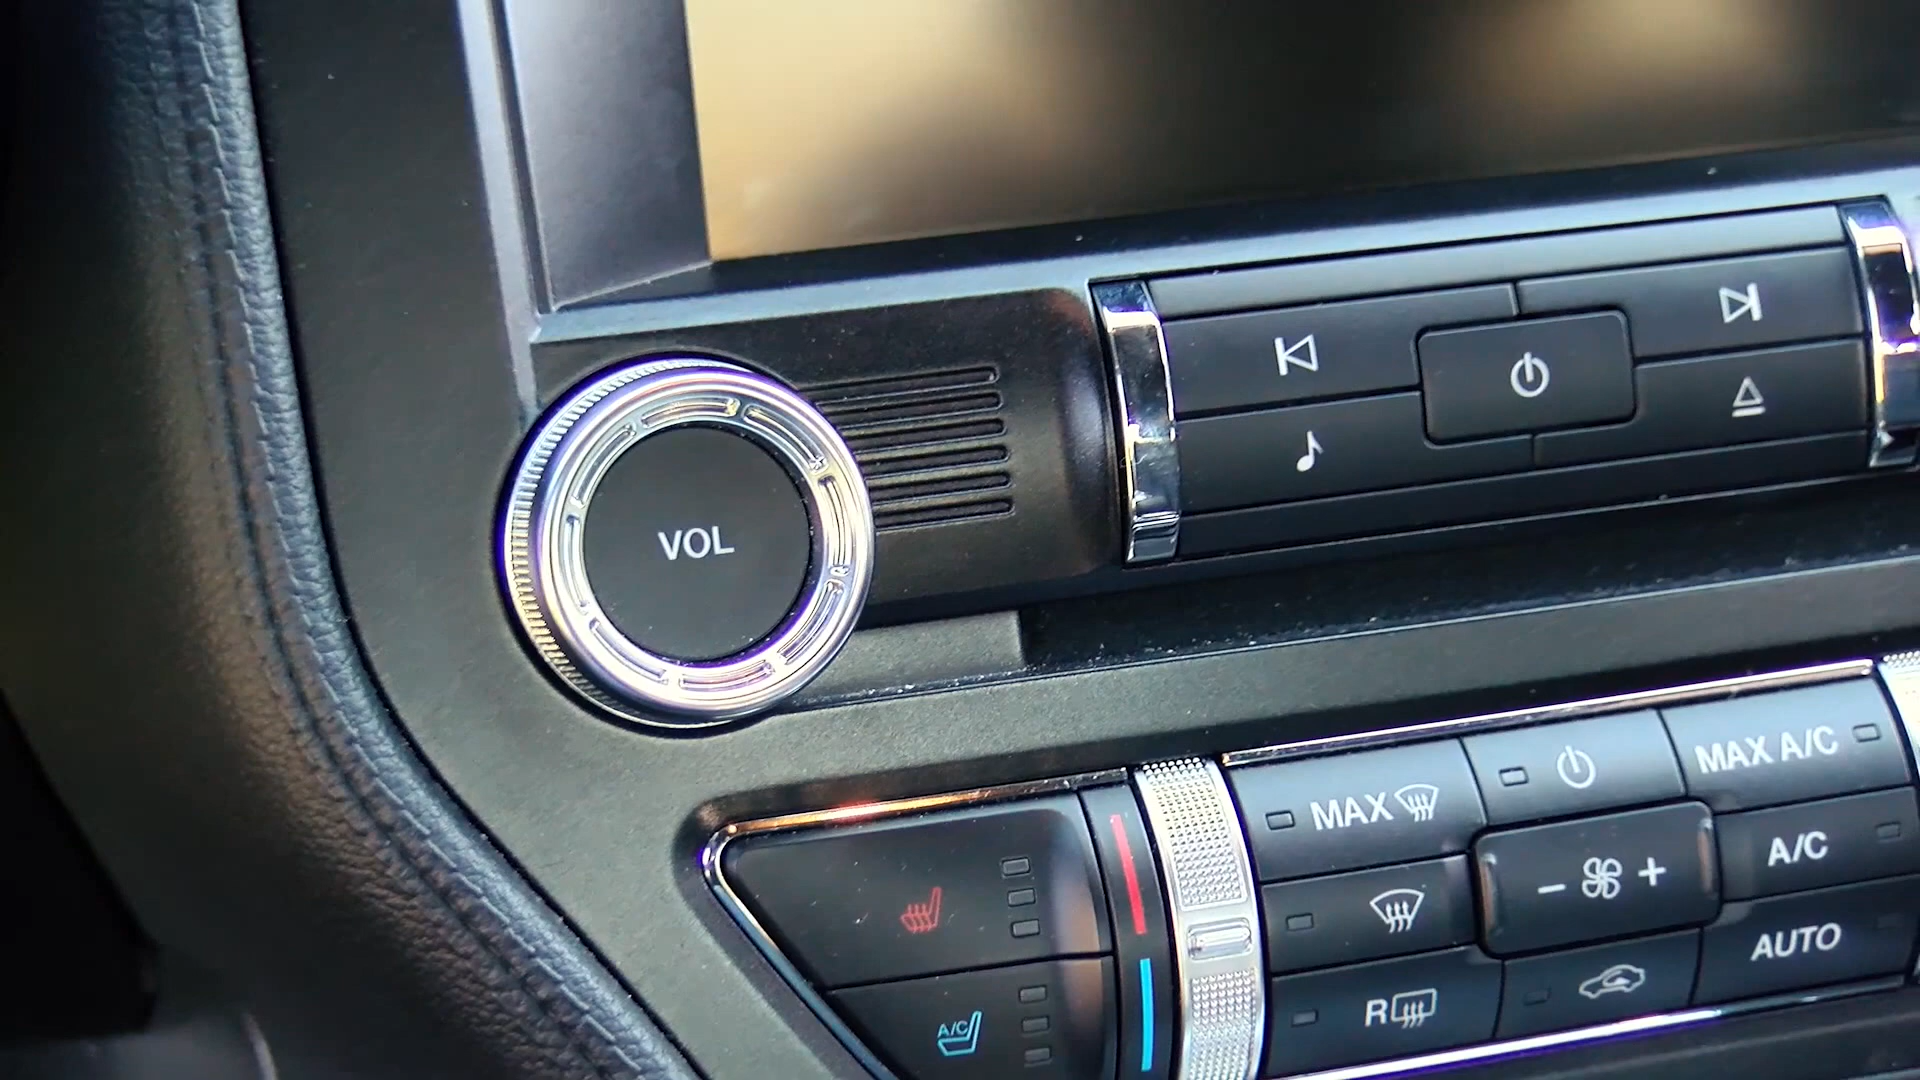 VOL
MAX
MAX A/C
- +
A/C
AUTO
R
A/C